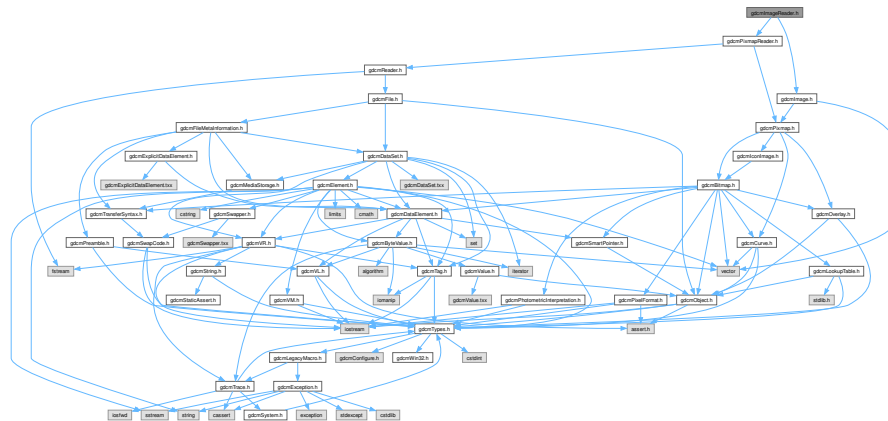 gdcmImageReader.h
gdcmPixmapReader.h
gdcmReader.h
gdcmFile.h
gdcmImage.h
gdcmFileMetaInformation.h
gdcmPixmap.h
gdcmExplicitDataElement.h
gdcmDataSet.h
gdcmIconImage.h
gdcmExplicitDataElement.txx
gdcmMediaStorage.h
gdcmElement.h
gdcmDataSet.txx
gdcmBitmap.h
gdcmTransferSyntax.h
cstring
gdcmSwapper.h
limits
cmath
gdcmDataElement.h
gdcmOverlay.h
gdcmPreamble.h
gdcmSwapCode.h
gdcmSwapper.txx
gdcmVR.h
gdcmByteValue.h
set
gdcmSmartPointer.h
gdcmCurve.h
fstream
gdcmString.h
gdcmVL.h
algorithm
gdcmTag.h
gdcmValue.h
iterator
vector
gdcmLookupTable.h
gdcmStaticAssert.h
gdcmVM.h
iomanip
gdcmValue.txx
gdcmPhotometricInterpretation.h
gdcmPixelFormat.h
gdcmObject.h
stdlib.h
iostream
gdcmTypes.h
assert.h
gdcmLegacyMacro.h
gdcmConfigure.h
gdcmWin32.h
cstdint
gdcmTrace.h
gdcmException.h
iosfwd
sstream
string
cassert
gdcmSystem.h
exception
stdexcept
cstdlib